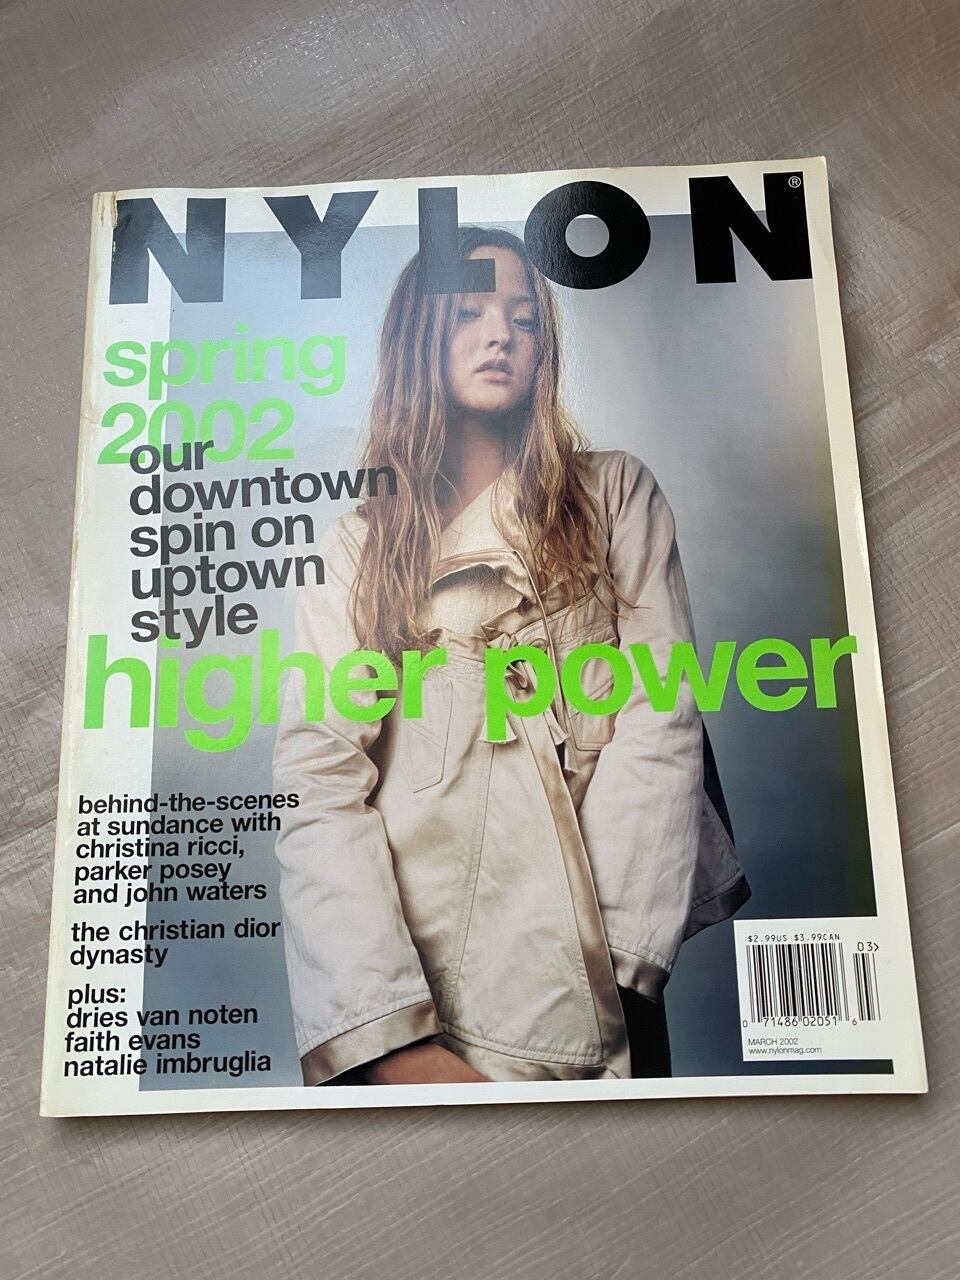 NYLON®
spring
2002
our
downtown
spin on
uptown
style
higher power
behind-the-scenes
at sundance with
christina ricci,
parker posey
and john waters
the christian dior
dynasty
plus:
dries van noten
faith evans
natalie imbruglia
$2.99US $3.99CAN
03>
0 71486 02051 6
MARCH 2002
www.nylonmag.com